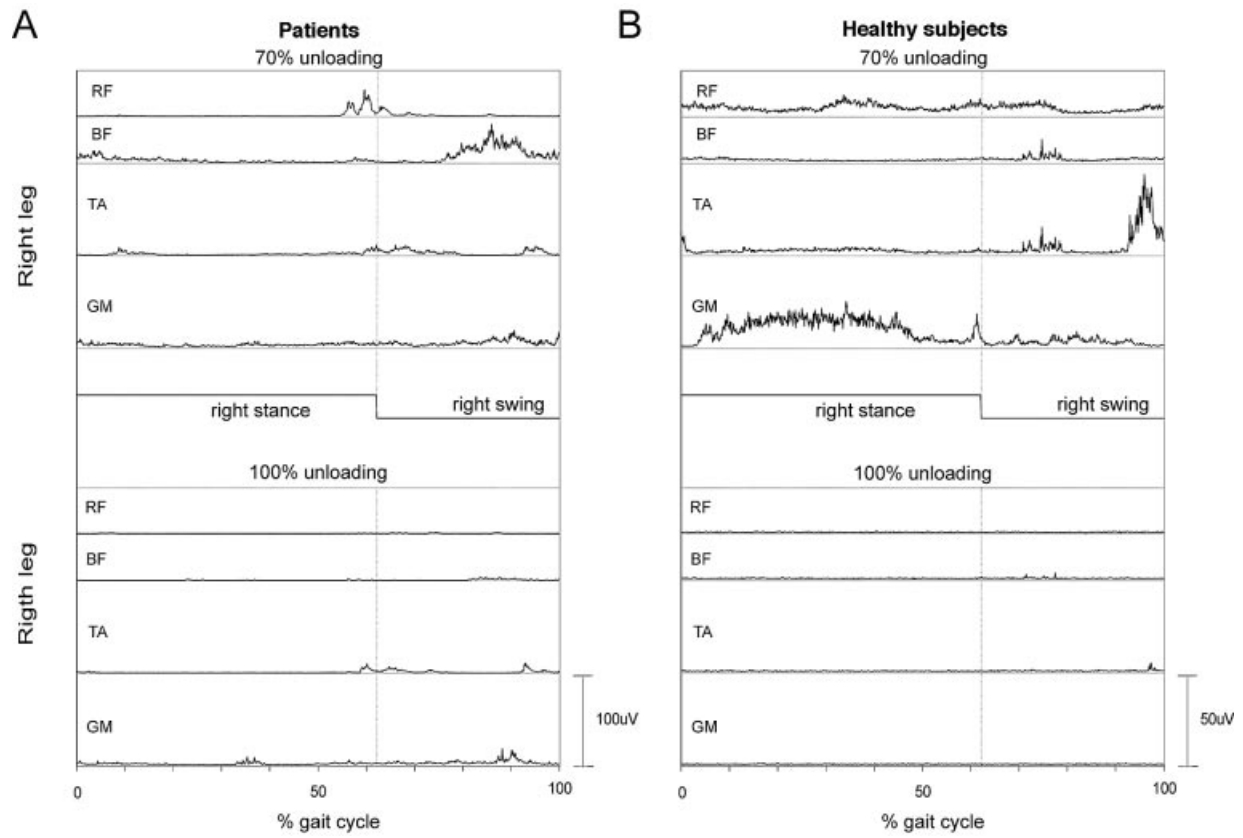 A
Patients
70% unloading
RF
BF
TA
GM
Right leg
right stance
right swing
100% unloading
RF
BF
TA
GM
Rigth leg
100uV
0
50
100
% gait cycle
B
Healthy subjects
70% unloading
RF
BF
TA
GM
right stance
right swing
100% unloading
RF
BF
TA
GM
50uV
0
50
100
% gait cycle